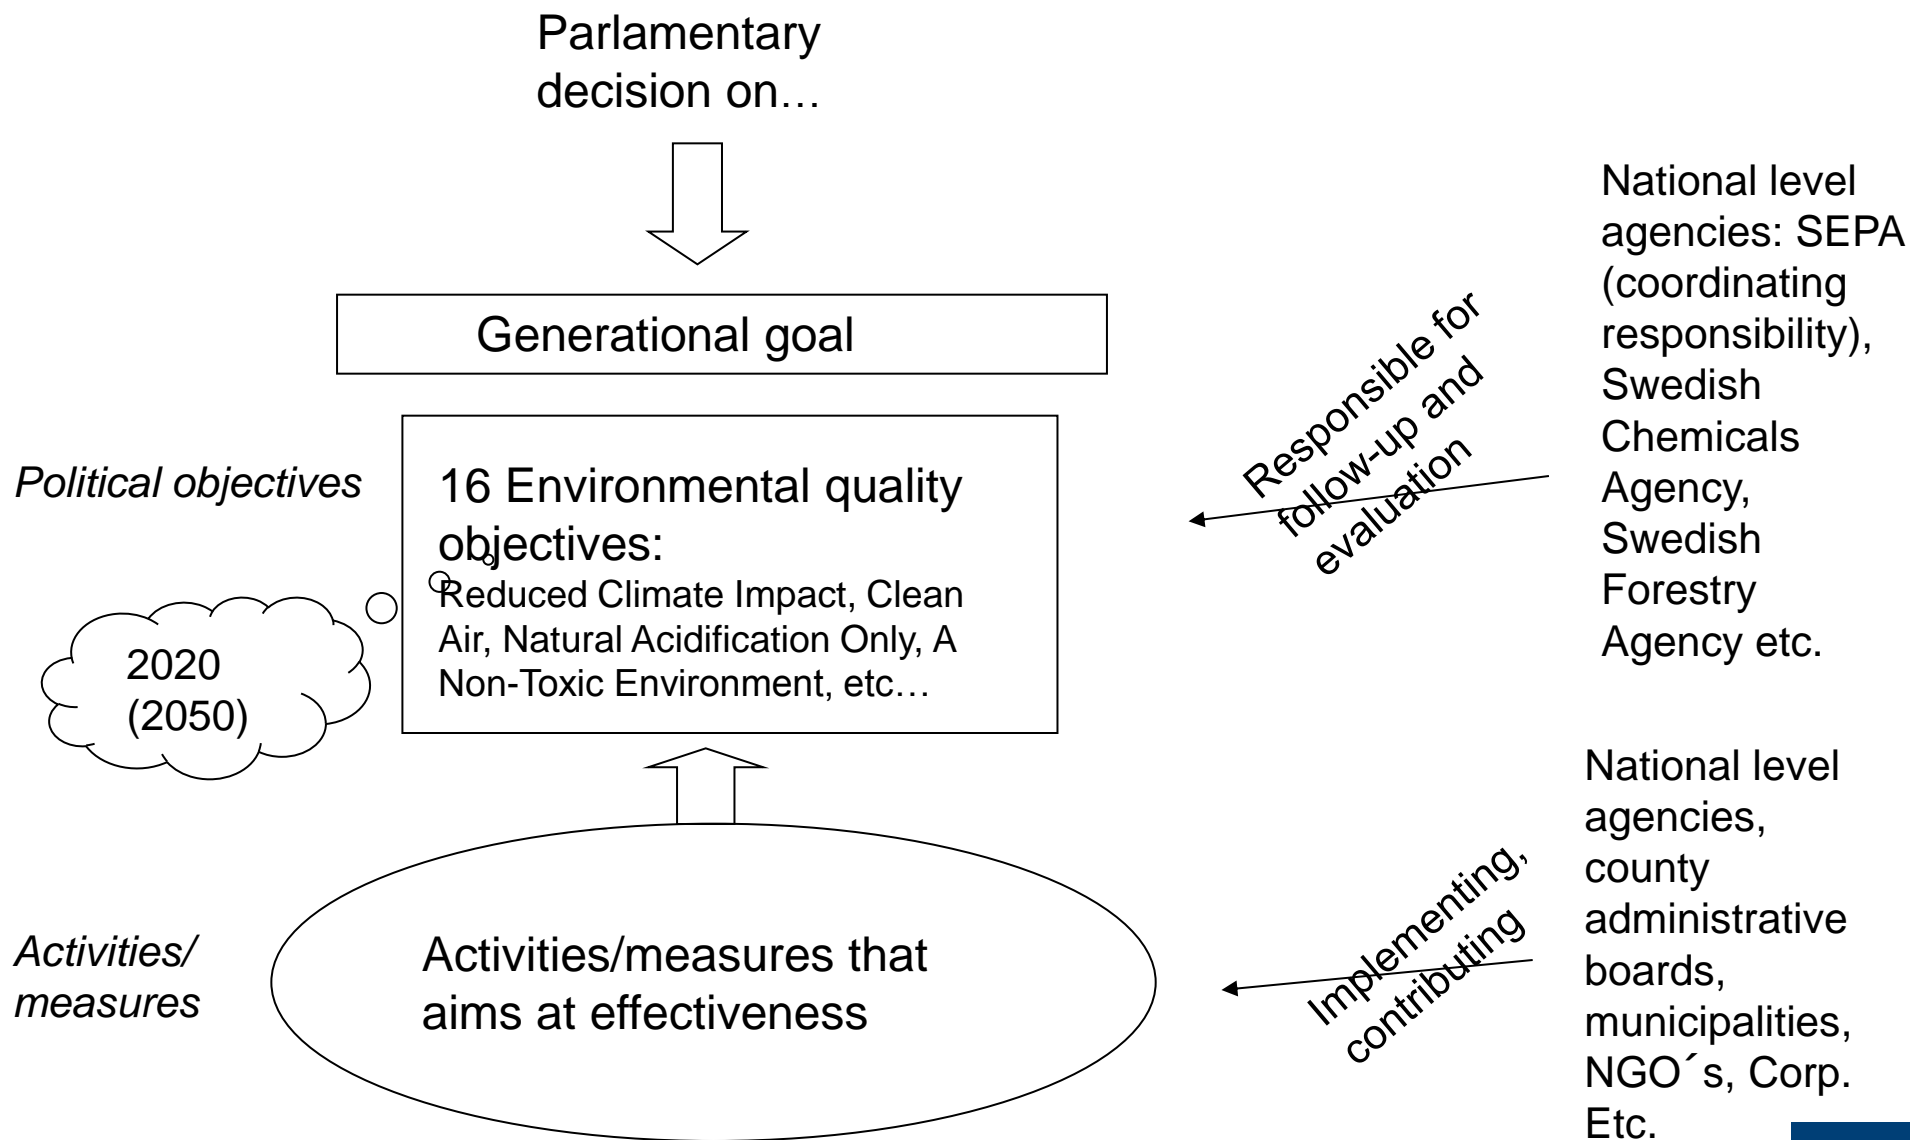 Parlamentary
decision on…
Generational goal
Political objectives
16 Environmental quality
objectives:
Reduced Climate Impact, Clean
Air, Natural Acidification Only, A
Non-Toxic Environment, etc…
2020
(2050)
Responsible for
follow-up and
evaluation
National level
agencies: SEPA
(coordinating
responsibility),
Swedish
Chemicals
Agency,
Swedish
Forestry
Agency etc.
Activities/
measures
Activities/measures that
aims at effectiveness
Implementing,
contributing
National level
agencies,
county
administrative
boards,
municipalities,
NGO´s, Corp.
Etc.